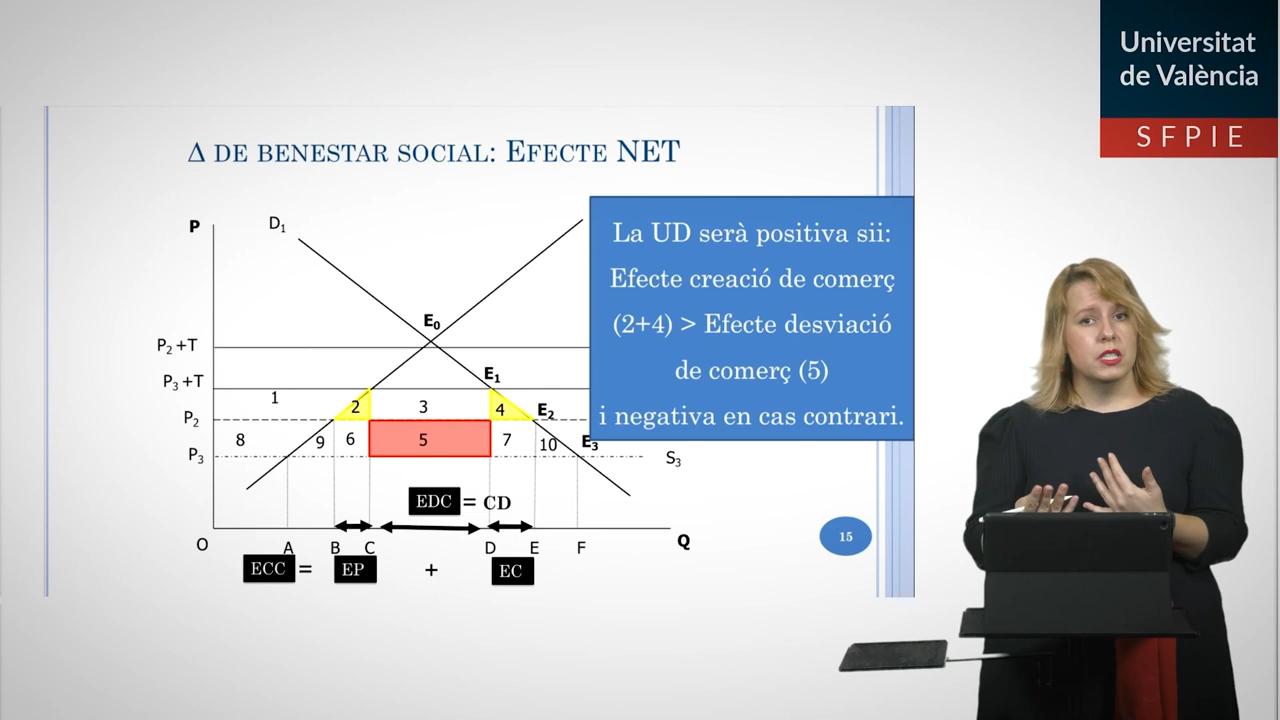 Universitat
de València
SFPIE
Δ DE BENESTAR SOCIAL: EFECTE NET
La UD serà positiva sii:
Efecte creació de comerç
(2+4) > Efecte desviació
de comerç (5)
i negativa en cas contrari.
P
D1
E0
P2+T
P3+T
E1
1
2
3
4
E2
P2
8
9
6
5
7
10
E3
P3
S3
EDC = CD
O
A
B
C
D
E
F
Q
15
ECC = EP + EC